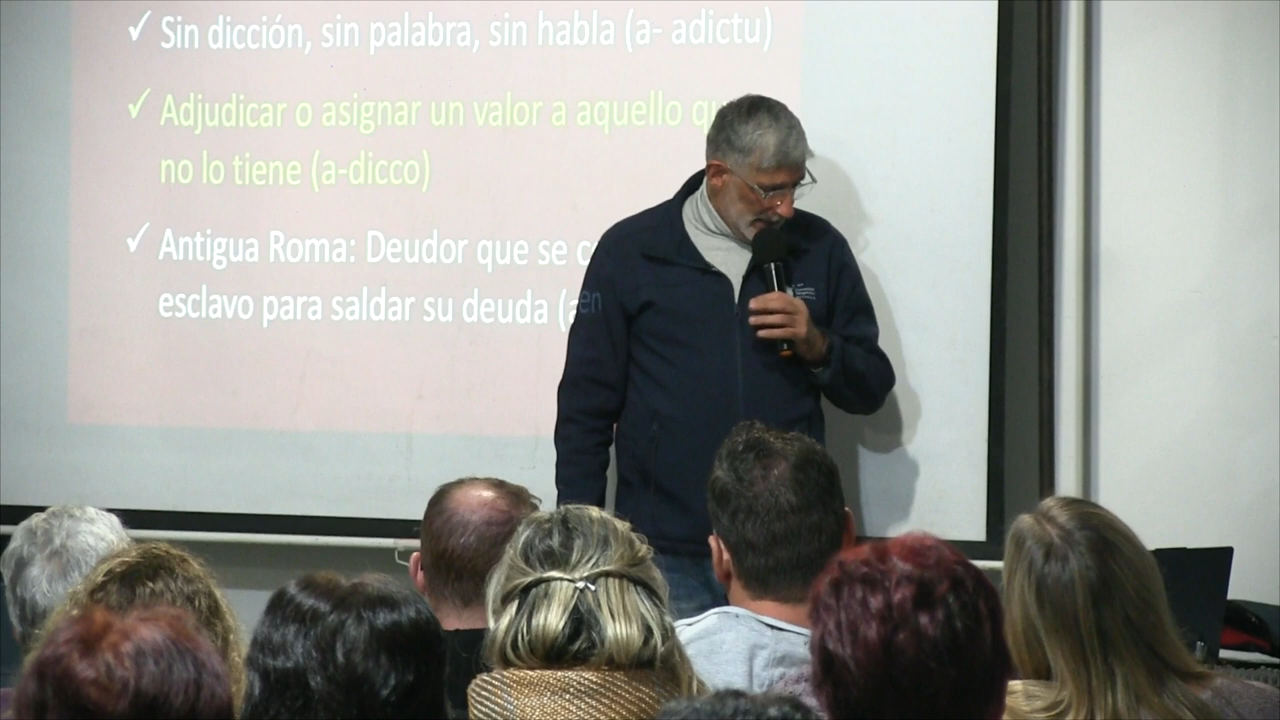 ✓ Sin dicción, sin palabra, sin habla (a- adictu)
✓ Adjudicar o asignar un valor a aquello
no lo tiene (a-dicco)
✓ Antigua Roma: Deudor que se
esclavo para saldar su deuda